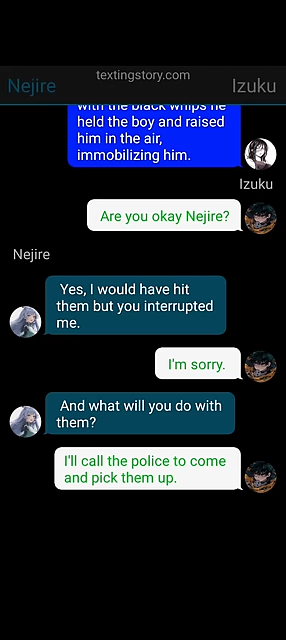 textingstory.com
Nejire
Izuku
with the black whips he
held the boy and raised
him in the air,
immobilizing him.
Izuku
Are you okay Nejire?
Nejire
Yes, I would have hit
them but you interrupted
me.
I'm sorry.
And what will you do with
them?
I'll call the police to come
and pick them up.